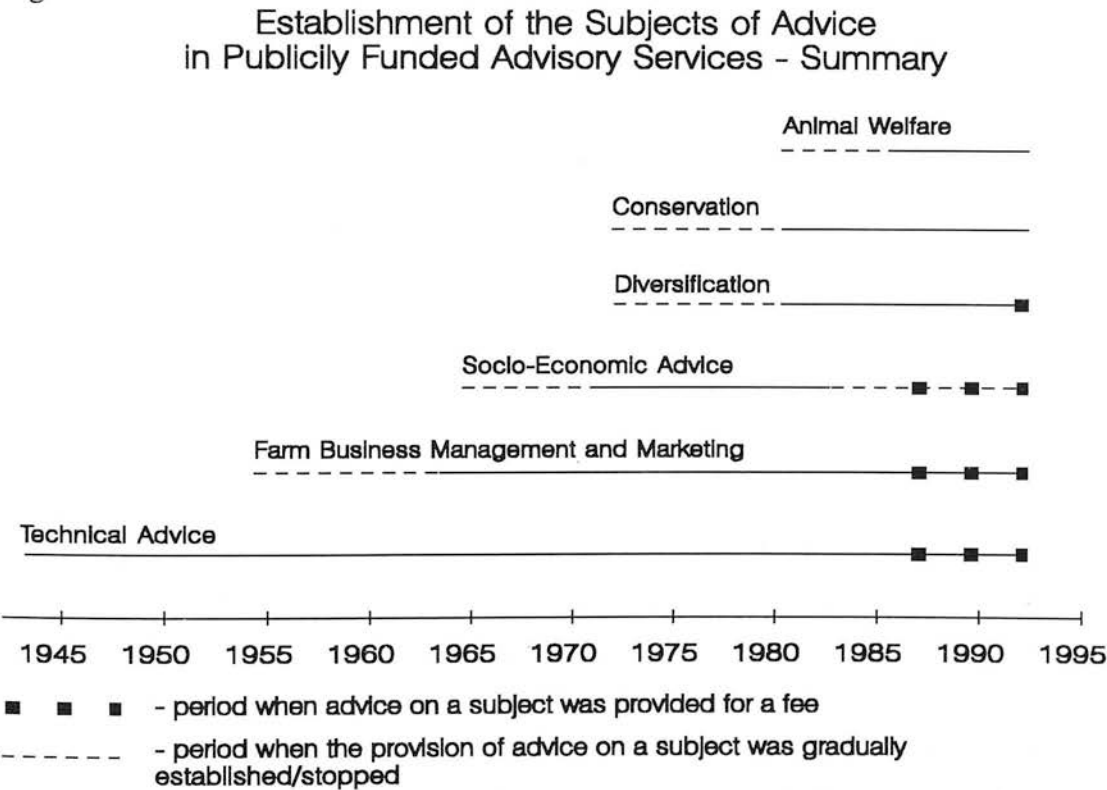 Establishment of the Subjects of Advice
in Publicily Funded Advisory Services - Summary
Animal Welfare
Conservation
Diversification
Socio-Economic Advice
Farm Business Management and Marketing
Technical Advice
1945 1950 1955 1960 1965 1970 1975 1980 1985 1990 1995
- period when advice on a subject was provided for a fee
- period when the provision of advice on a subject was gradually
established/stopped